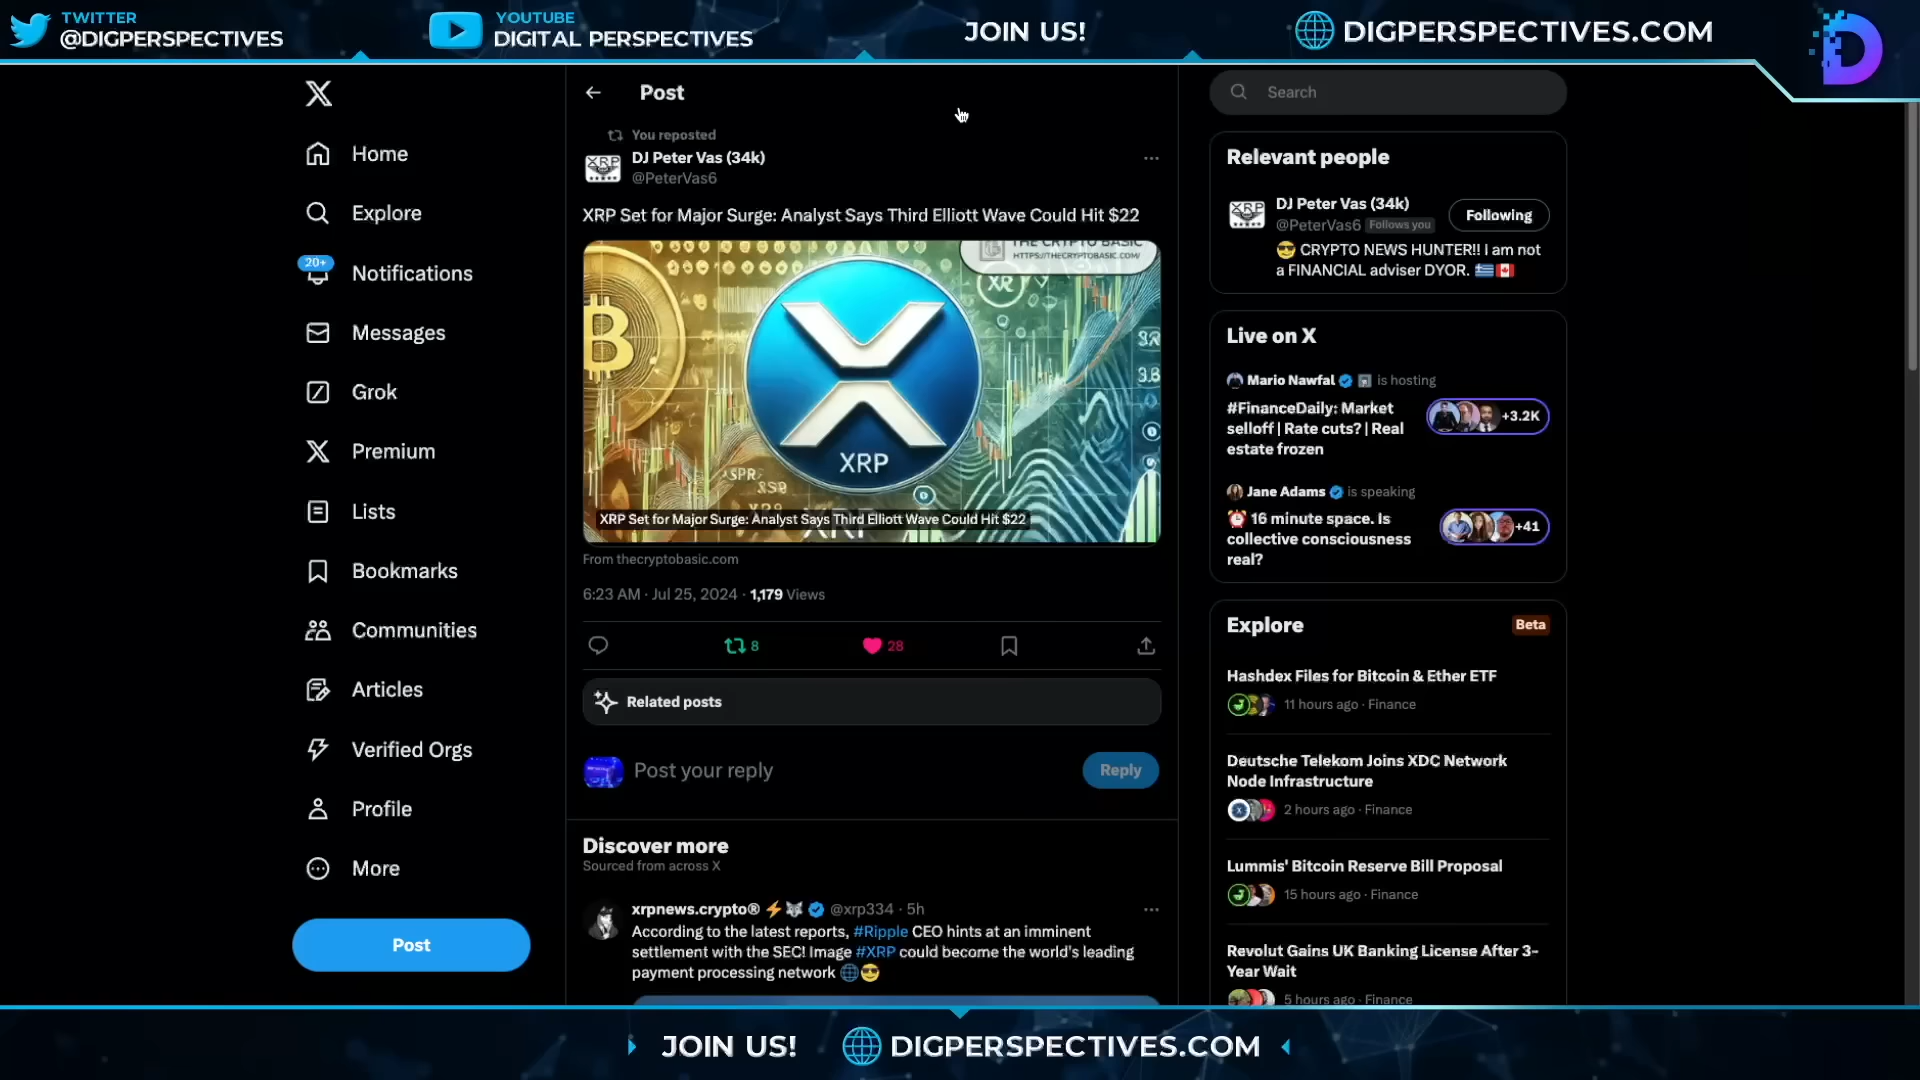 TWITTER
@DIGPERSPECTIVES
YOUTUBE
DIGITAL PERSPECTIVES
JOIN US!
DIGPERSPECTIVES.COM
Home
Explore
20+
Notifications
Messages
Grok
Premium
Lists
Bookmarks
Communities
Articles
Verified Orgs
Profile
More
Post
Post
You reposted
DJ Peter Vas (34k)
@PeterVas6
XRP Set for Major Surge: Analyst Says Third Elliott Wave Could Hit $22
THE CRYPTO BASIC
HTTPS://THECRYPTOBASIC.COM/
XRP
XRP Set for Major Surge: Analyst Says Third Elliott Wave Could Hit $22
From thecryptobasic.com
6:23 AM · Jul 25, 2024 · 1,179 Views
8
28
Related posts
Post your reply
Reply
Discover more
Sourced from across X
xrpnews.crypto® @xrp334 · 5h
According to the latest reports, #Ripple CEO hints at an imminent
settlement with the SEC! Image #XRP could become the world's leading
payment processing network
Search
Relevant people
DJ Peter Vas (34k)
@PeterVas6 Follows you
Following
😎 CRYPTO NEWS HUNTER!! i am not
a FINANCIAL adviser DYOR. 🇬🇷🇨🇦
Live on X
Mario Nawfal is hosting
#FinanceDaily: Market
selloff | Rate cuts? | Real
estate frozen
+3.2K
Jane Adams is speaking
⏰ 16 minute space. Is
collective consciousness
real?
+41
Explore
Beta
Hashdex Files for Bitcoin & Ether ETF
11 hours ago · Finance
Deutsche Telekom Joins XDC Network
Node Infrastructure
2 hours ago · Finance
Lummis' Bitcoin Reserve Bill Proposal
15 hours ago · Finance
Revolut Gains UK Banking License After 3-
Year Wait
5 hours ago · Finance
JOIN US!
DIGPERSPECTIVES.COM